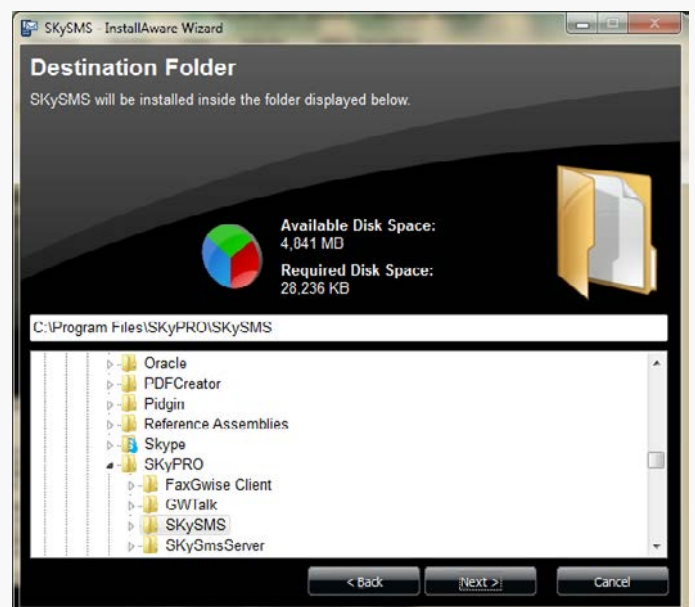 SKySMS - InstallAware Wizard
Destination Folder
SKySMS will be installed inside the folder displayed below.
Available Disk Space:
4,841 MB
Required Disk Space:
28,236 KB
C:\Program Files\SKyPRO\SKySMS
Oracle
PDFCreator
Pidgin
Reference Assemblies
Skype
SKyPRO
FaxGwise Client
GWTalk
SKySMS
SKySmsServer
< Back
Next >
Cancel